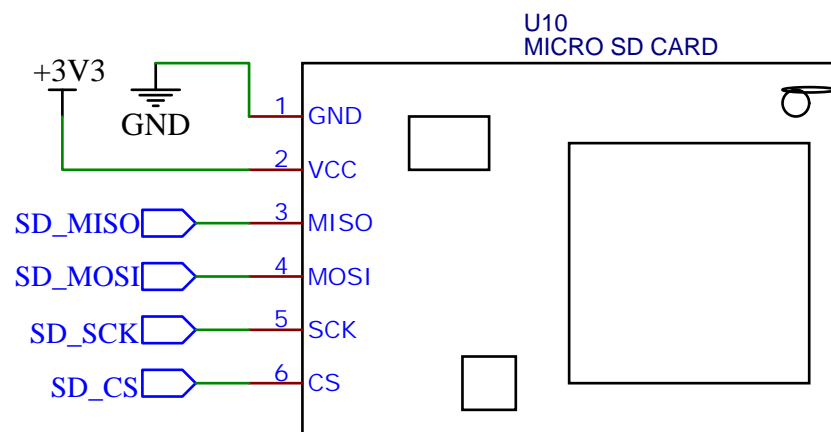 U10
MICRO SD CARD
+3V3
GND
1 GND
2 VCC
SD_MISO 3 MISO
SD_MOSI 4 MOSI
SD_SCK 5 SCK
SD_CS 6 CS